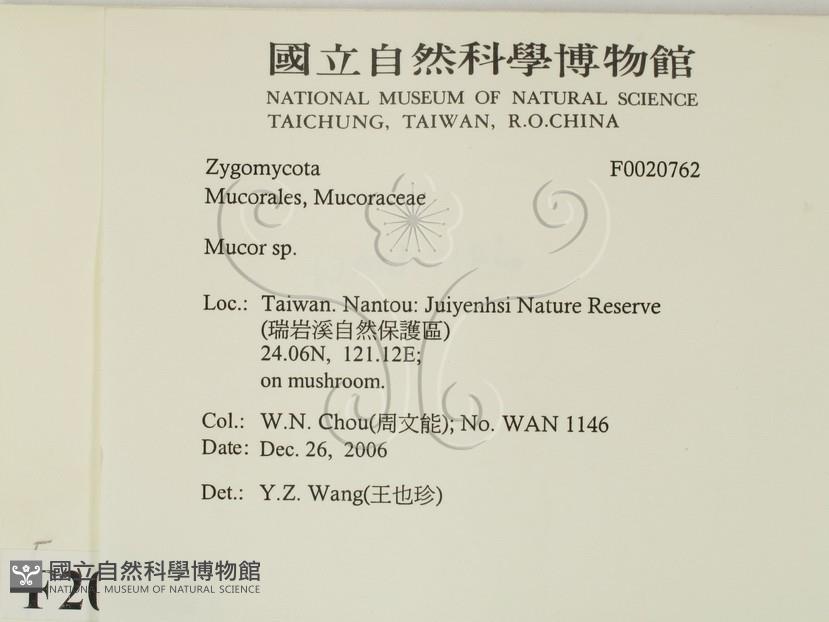 國立自然科學博物館
NATIONAL MUSEUM OF NATURAL SCIENCE
TAICHUNG, TAIWAN, R.O.CHINA
Zygomycota F0020762
Mucorales, Mucoraceae
Mucor sp.
Loc.: Taiwan. Nantou: Juiyenhsi Nature Reserve
(瑞岩溪自然保護區)
24.06N, 121.12E;
on mushroom.
Col.: W.N. Chou(周文能); No. WAN 1146
Date: Dec. 26, 2006
Det.: Y.Z. Wang(王也珍)
國立自然科學博物館
NATIONAL MUSEUM OF NATURAL SCIENCE